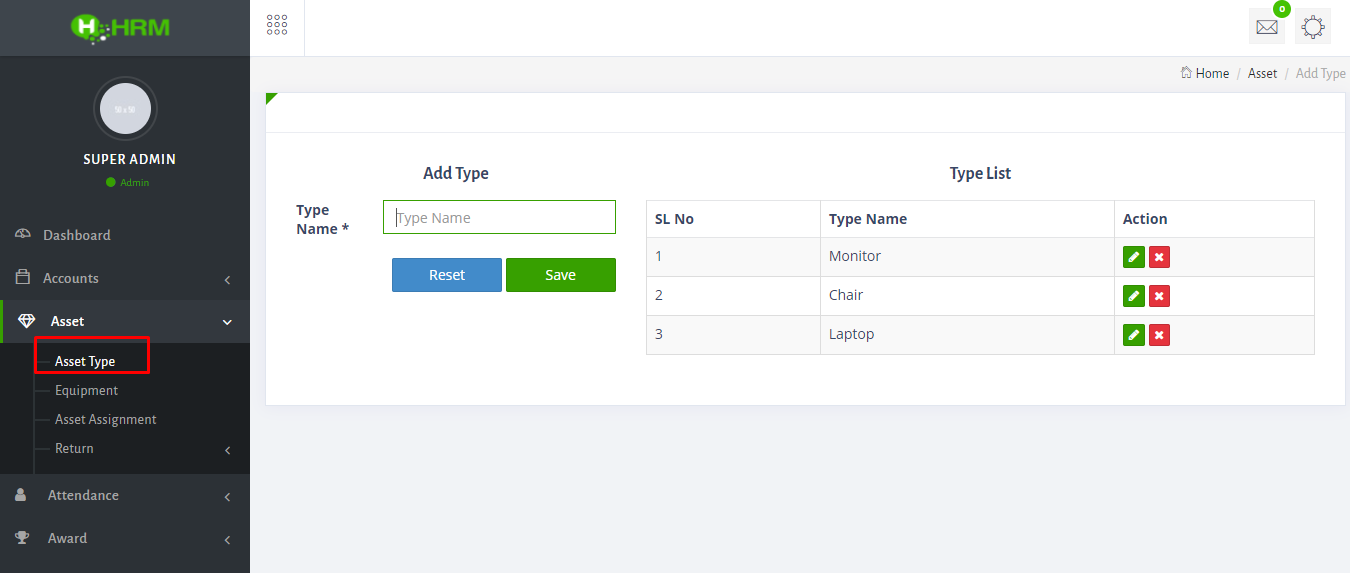 HRM
0
Home / Asset / Add Type
SUPER ADMIN
Admin
Dashboard
Accounts
Asset
Asset Type
Equipment
Asset Assignment
Return
Attendance
Award
Add Type
Type Name *
Type Name
Reset
Save
Type List
SL No Type Name Action
1 Monitor
2 Chair
3 Laptop